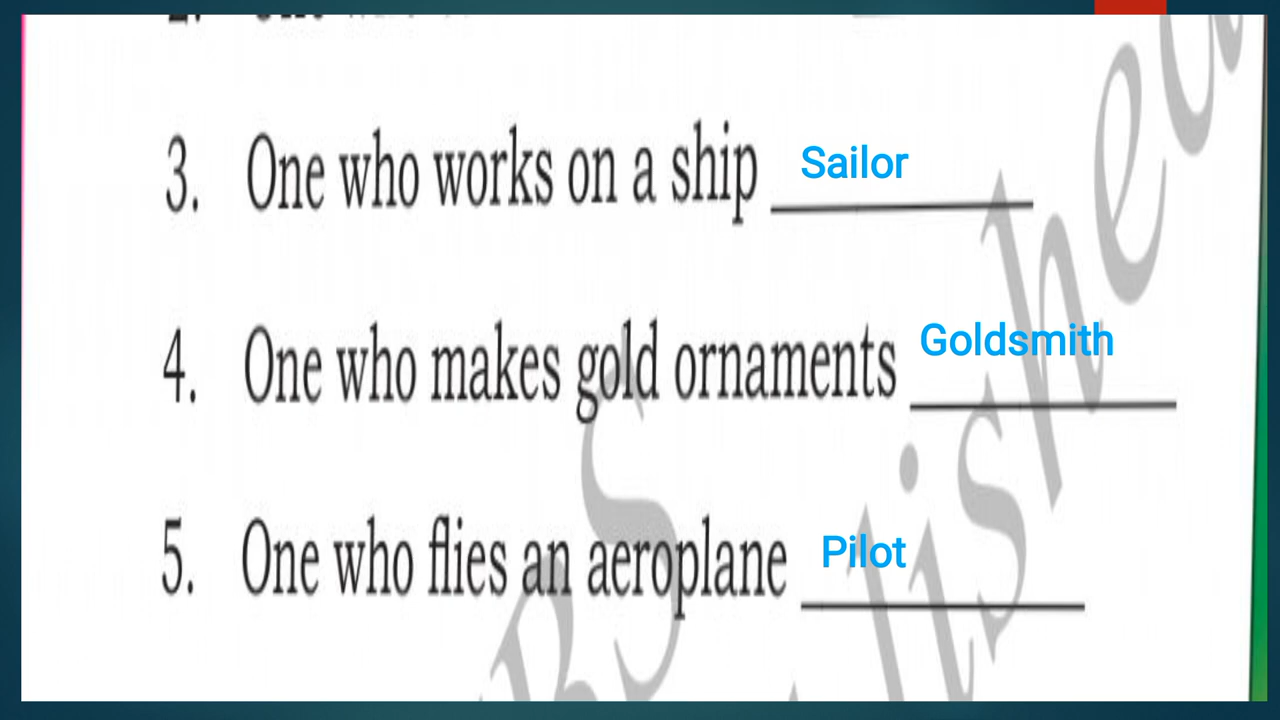 3. One who works on a ship Sailor
4. One who makes gold ornaments Goldsmith
5. One who flies an aeroplane Pilot